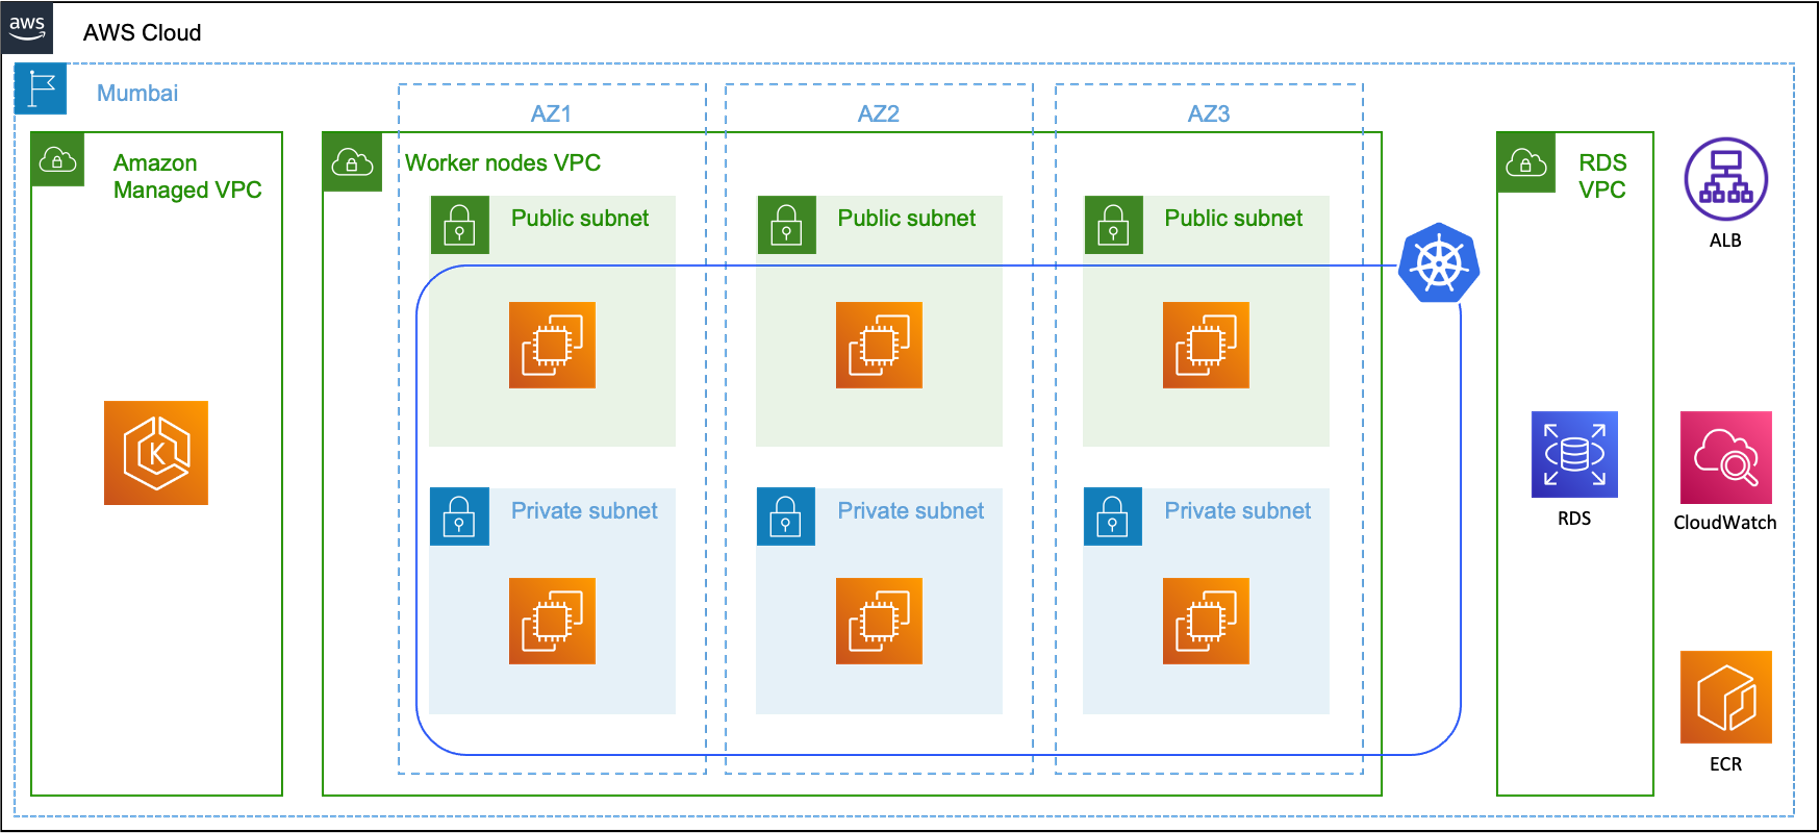 aws
AWS Cloud
Mumbai
AZ1
AZ2
AZ3
Amazon
Managed VPC
Worker nodes VPC
RDS
VPC
Public subnet
Public subnet
Public subnet
ALB
K
Private subnet
Private subnet
Private subnet
RDS
CloudWatch
ECR